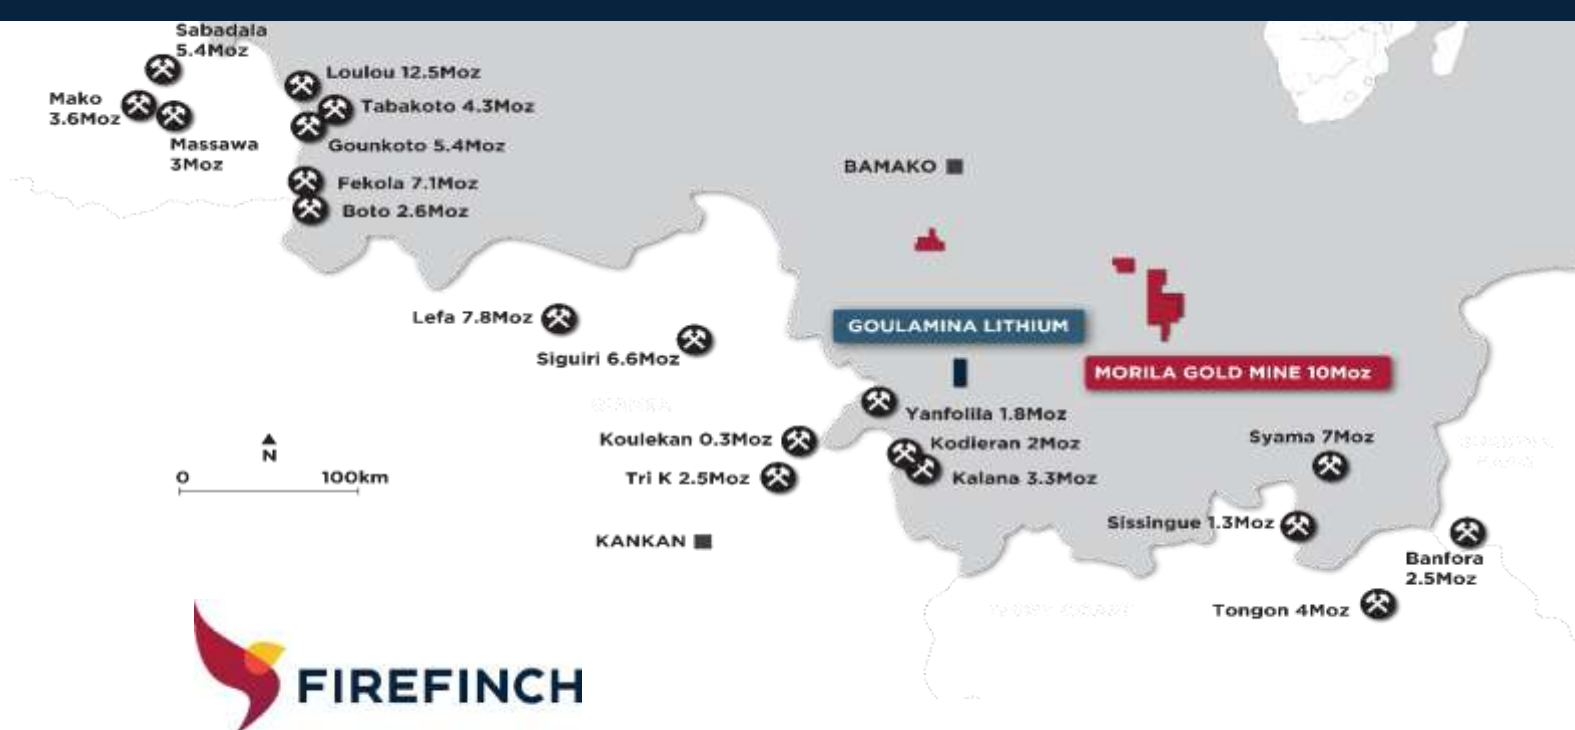 Sabadala
5.4Moz
Loulou 12.5Moz
Mako
3.6Moz
Tabakoto 4.3Moz
Massawa
3Moz
Gounkoto 5.4Moz
BAMAKO
Fekola 7.1Moz
Boto 2.6Moz
Lefa 7.8Moz
GOULAMINA LITHIUM
Siguiri 6.6Moz
MORILA GOLD MINE 10Moz
Yanfolila 1.8Moz
Koulekan 0.3Moz
Kodieran 2Moz
Syama 7Moz
N
0 100km
Tri K 2.5Moz
Kalana 3.3Moz
Sissingue 1.3Moz
KANKAN
Banfora
2.5Moz
Tongon 4Moz
FIREFINCH